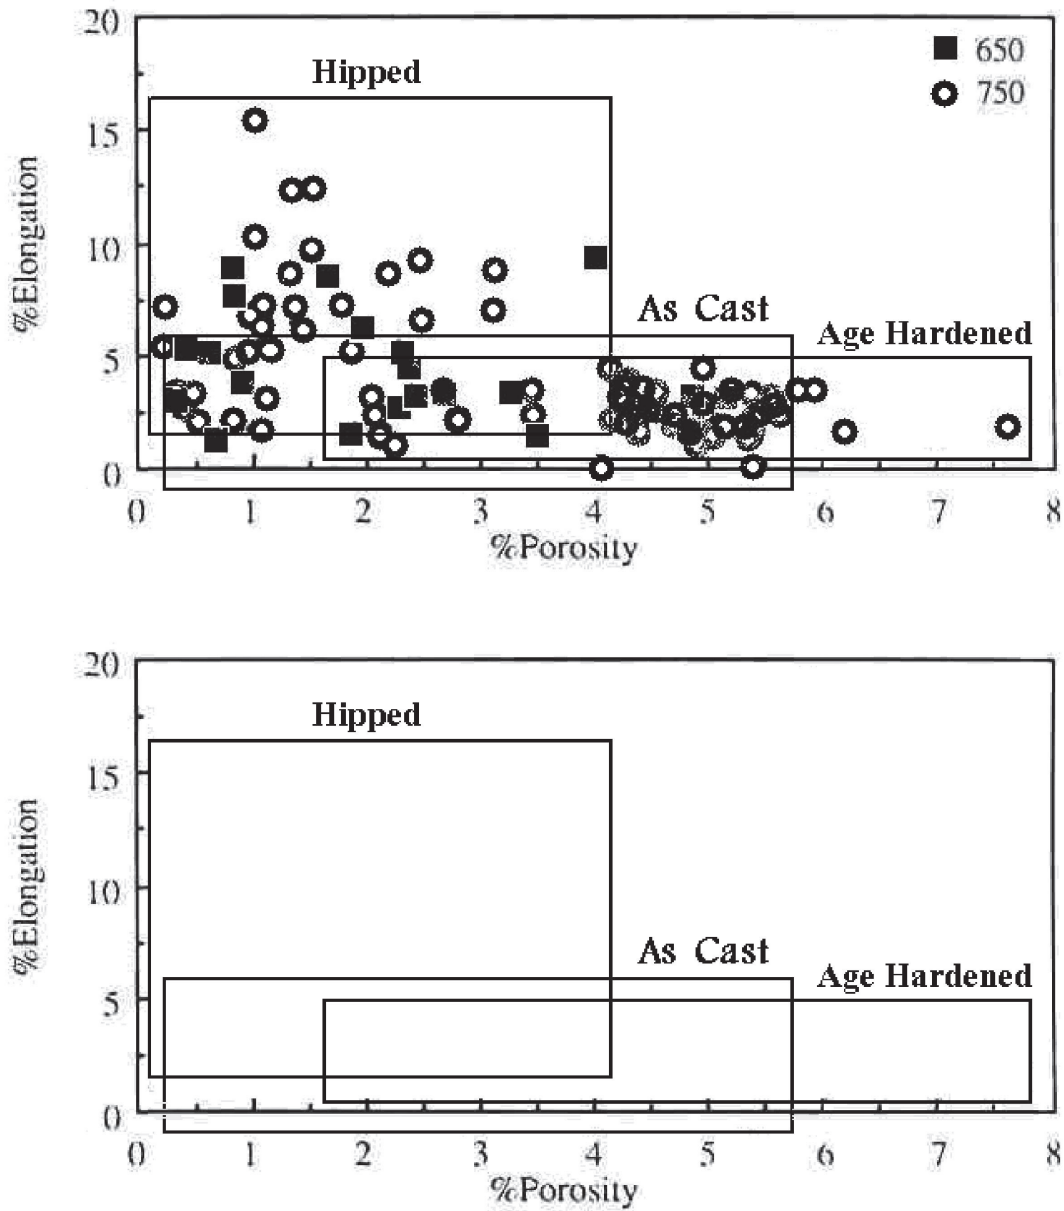 20
650
Hipped
750
15
%Elongation
10
As Cast
Age Hardened
5
0
0 1 2 3 4 5 6 7 8
%Porosity
20
Hipped
15
%Elongation
10
As Cast
Age Hardened
5
0
0 1 2 3 4 5 6 7 8
%Porosity